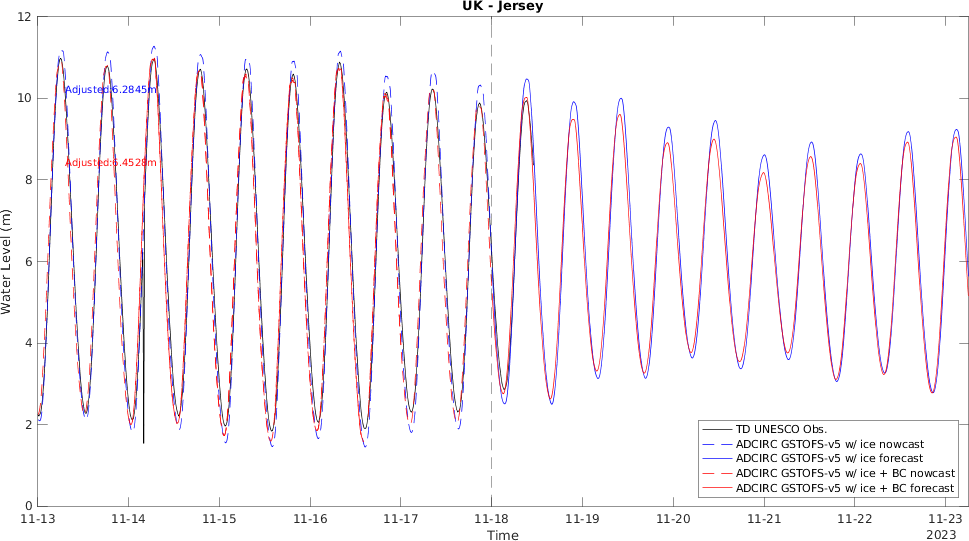 UK - Jersey
12
10
8
6
4
2
0
Water Level (m)
Adjusted:6.2845m
Adjusted:6.4528m
TD UNESCO Obs.
ADCIRC GSTOFS-v5 w/ ice nowcast
ADCIRC GSTOFS-v5 w/ ice forecast
ADCIRC GSTOFS-v5 w/ ice + BC nowcast
ADCIRC GSTOFS-v5 w/ ice + BC forecast
11-13 11-14 11-15 11-16 11-17 11-18 11-19 11-20 11-21 11-22 11-23
2023
Time